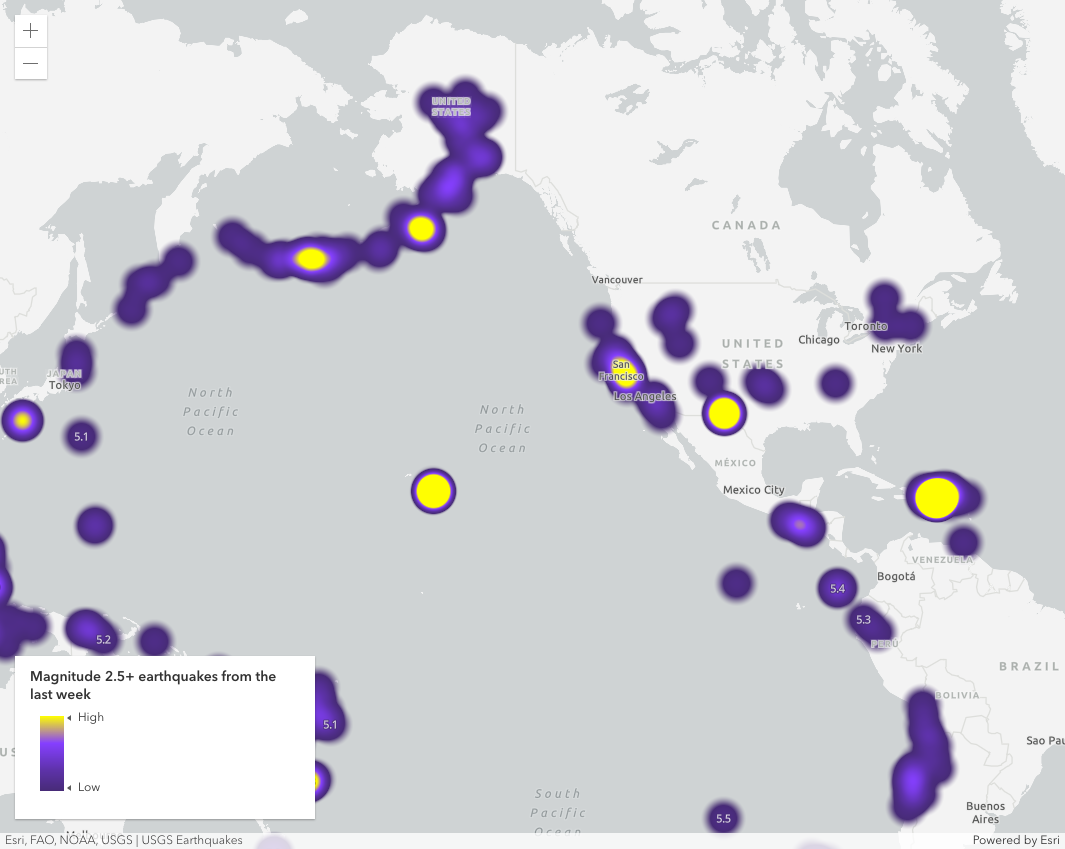 +
−
UNITED
STATES
CANADA
Vancouver
Toronto
Chicago
New York
UNITED
STATES
San
Francisco
Los Angeles
JAPAN
Tokyo
5.1
North
Pacific
Ocean
North
Pacific
Ocean
MÉXICO
Mexico City
VENEZUELA
Bogotá
5.4
5.3
PERU
5.2
BRAZIL
BOLIVIA
Magnitude 2.5+ earthquakes from the
last week
High
Low
5.1
Sao Pau
South
Pacific
Ocean
5.5
Buenos
Aires
Esri, FAO, NOAA, USGS | USGS Earthquakes
Powered by Esri